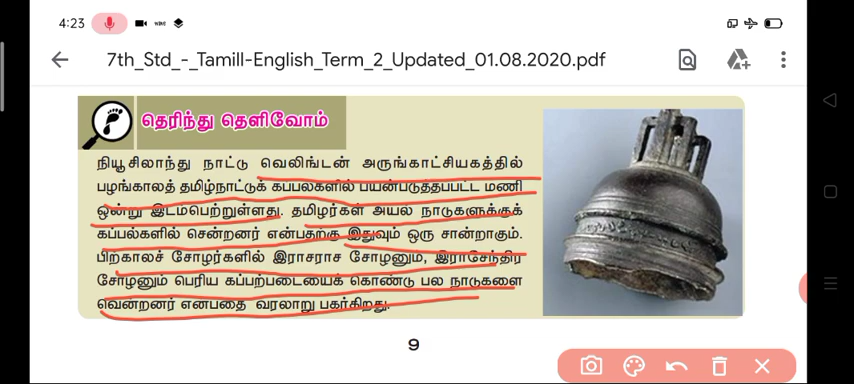 4:23
7th_Std_-_Tamill-English_Term_2_Updated_01.08.2020.pdf
தெரிந்து தெளிவோம்
நியூசிலாந்து நாட்டு வெலிங்டன் அருங்காட்சியகத்தில்
பழங்காலத் தமிழ்நாட்டுக் கப்பல்களில் பயன்படுத்தப்பட்ட மணி
ஒன்று இடம்பெற்றுள்ளது. தமிழர்கள் அயல் நாடுகளுக்குக்
கப்பல்களில் சென்றனர் என்பதற்கு இதுவும் ஒரு சான்றாகும்.
பிற்காலச் சோழர்களில் இராசராச சோழனும், இராசேந்திர
சோழனும் பெரிய கப்பற்படையைக் கொண்டு பல நாடுகளை
வென்றனர் என்பதை வரலாறு பகர்கிறது.
9